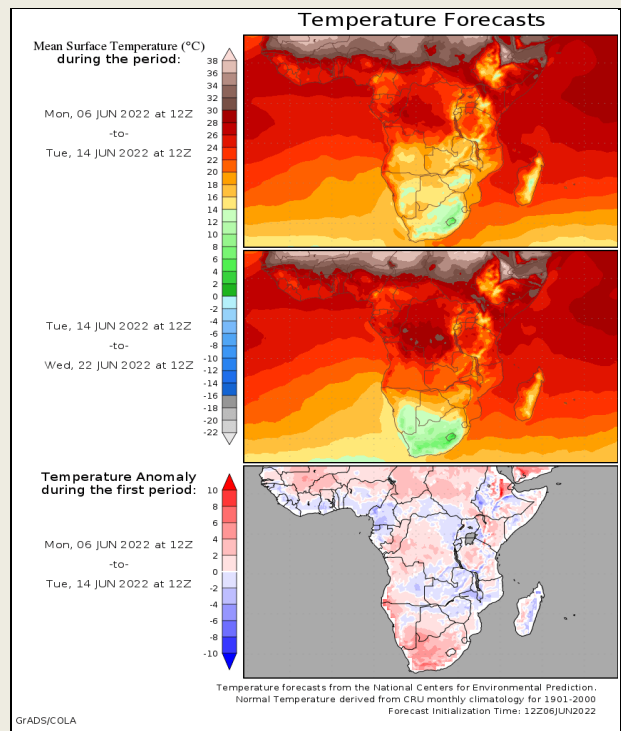 Temperature Forecasts
Mean Surface Temperature (°C)
during the period:
38
36
34
32
30
28
26
24
22
20
18
16
14
12
10
8
6
4
2
0
-2
-4
-6
-8
-10
-12
-14
-16
-18
-20
-22
Mon, 06 JUN 2022 at 12Z
-to-
Tue, 14 JUN 2022 at 12Z
Tue, 14 JUN 2022 at 12Z
-to-
Wed, 22 JUN 2022 at 12Z
Temperature Anomaly
during the first period:
10
8
6
4
2
0
-2
-4
-6
-8
-10
Mon, 06 JUN 2022 at 12Z
-to-
Tue, 14 JUN 2022 at 12Z
Temperature forecasts from the National Centers for Environmental Prediction.
Normal Temperature derived from CRU monthly climatology for 1901-2000
Forecast Initialization Time: 12Z06JUN2022
GrADS/COLA